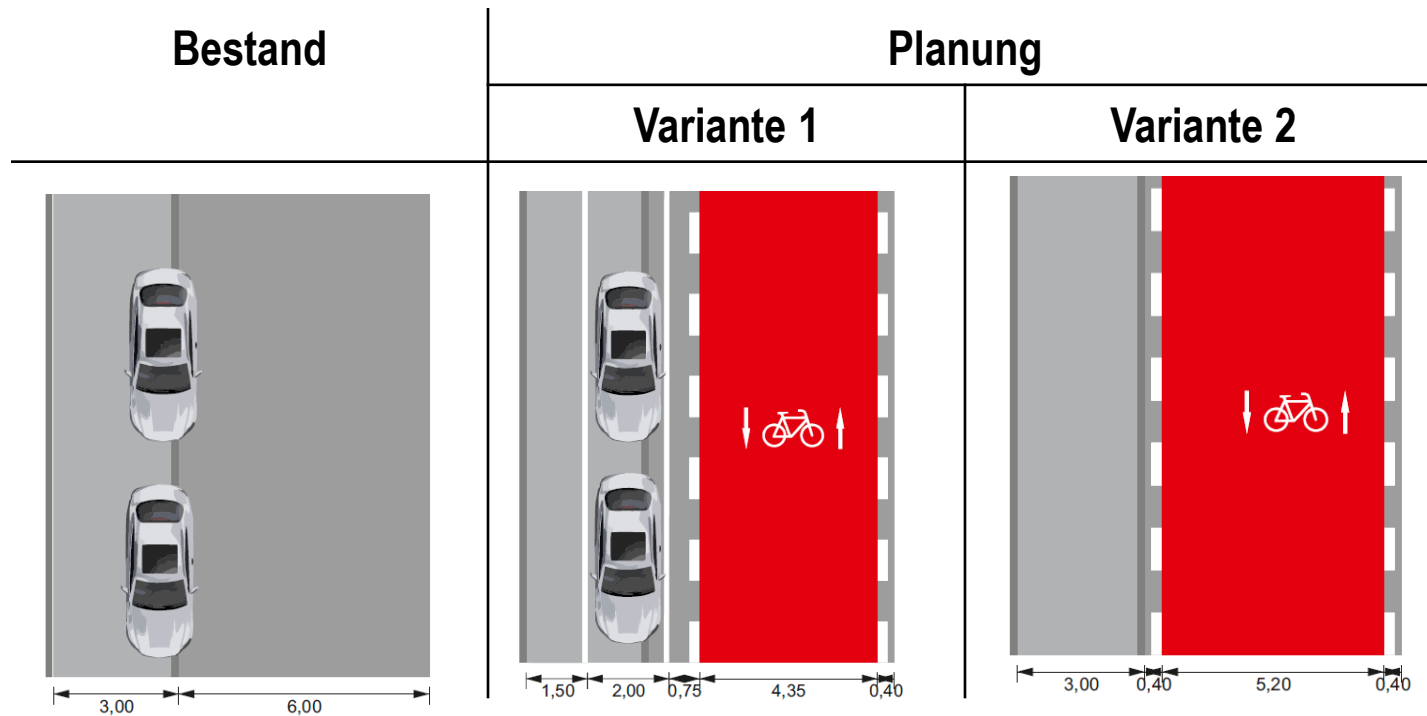 Bestand
Planung
Variante 1
Variante 2
3,00 6,00
1,50 2,00 0,75 4,35 0,40
3,00 0,40 5,20 0,40